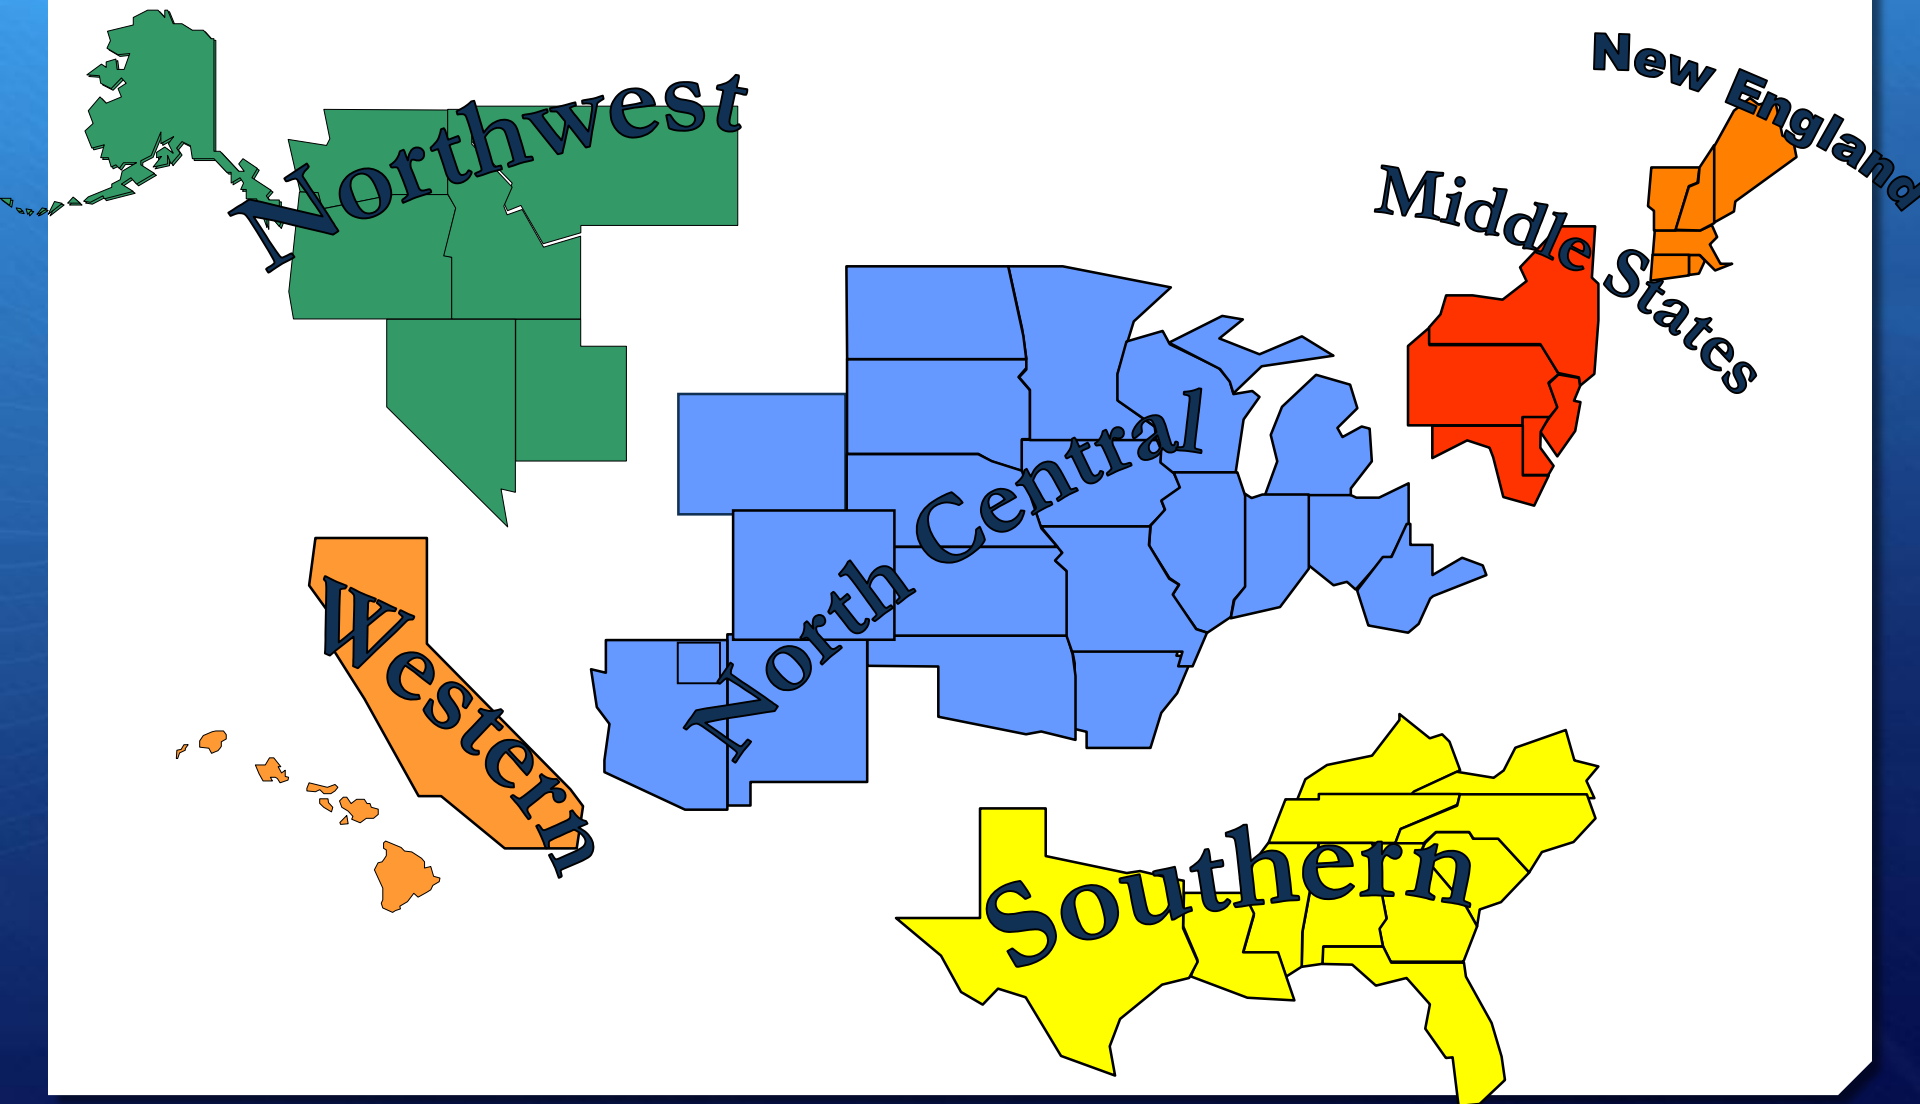 New England
Northwest
Middle States
North Central
Western
Southern